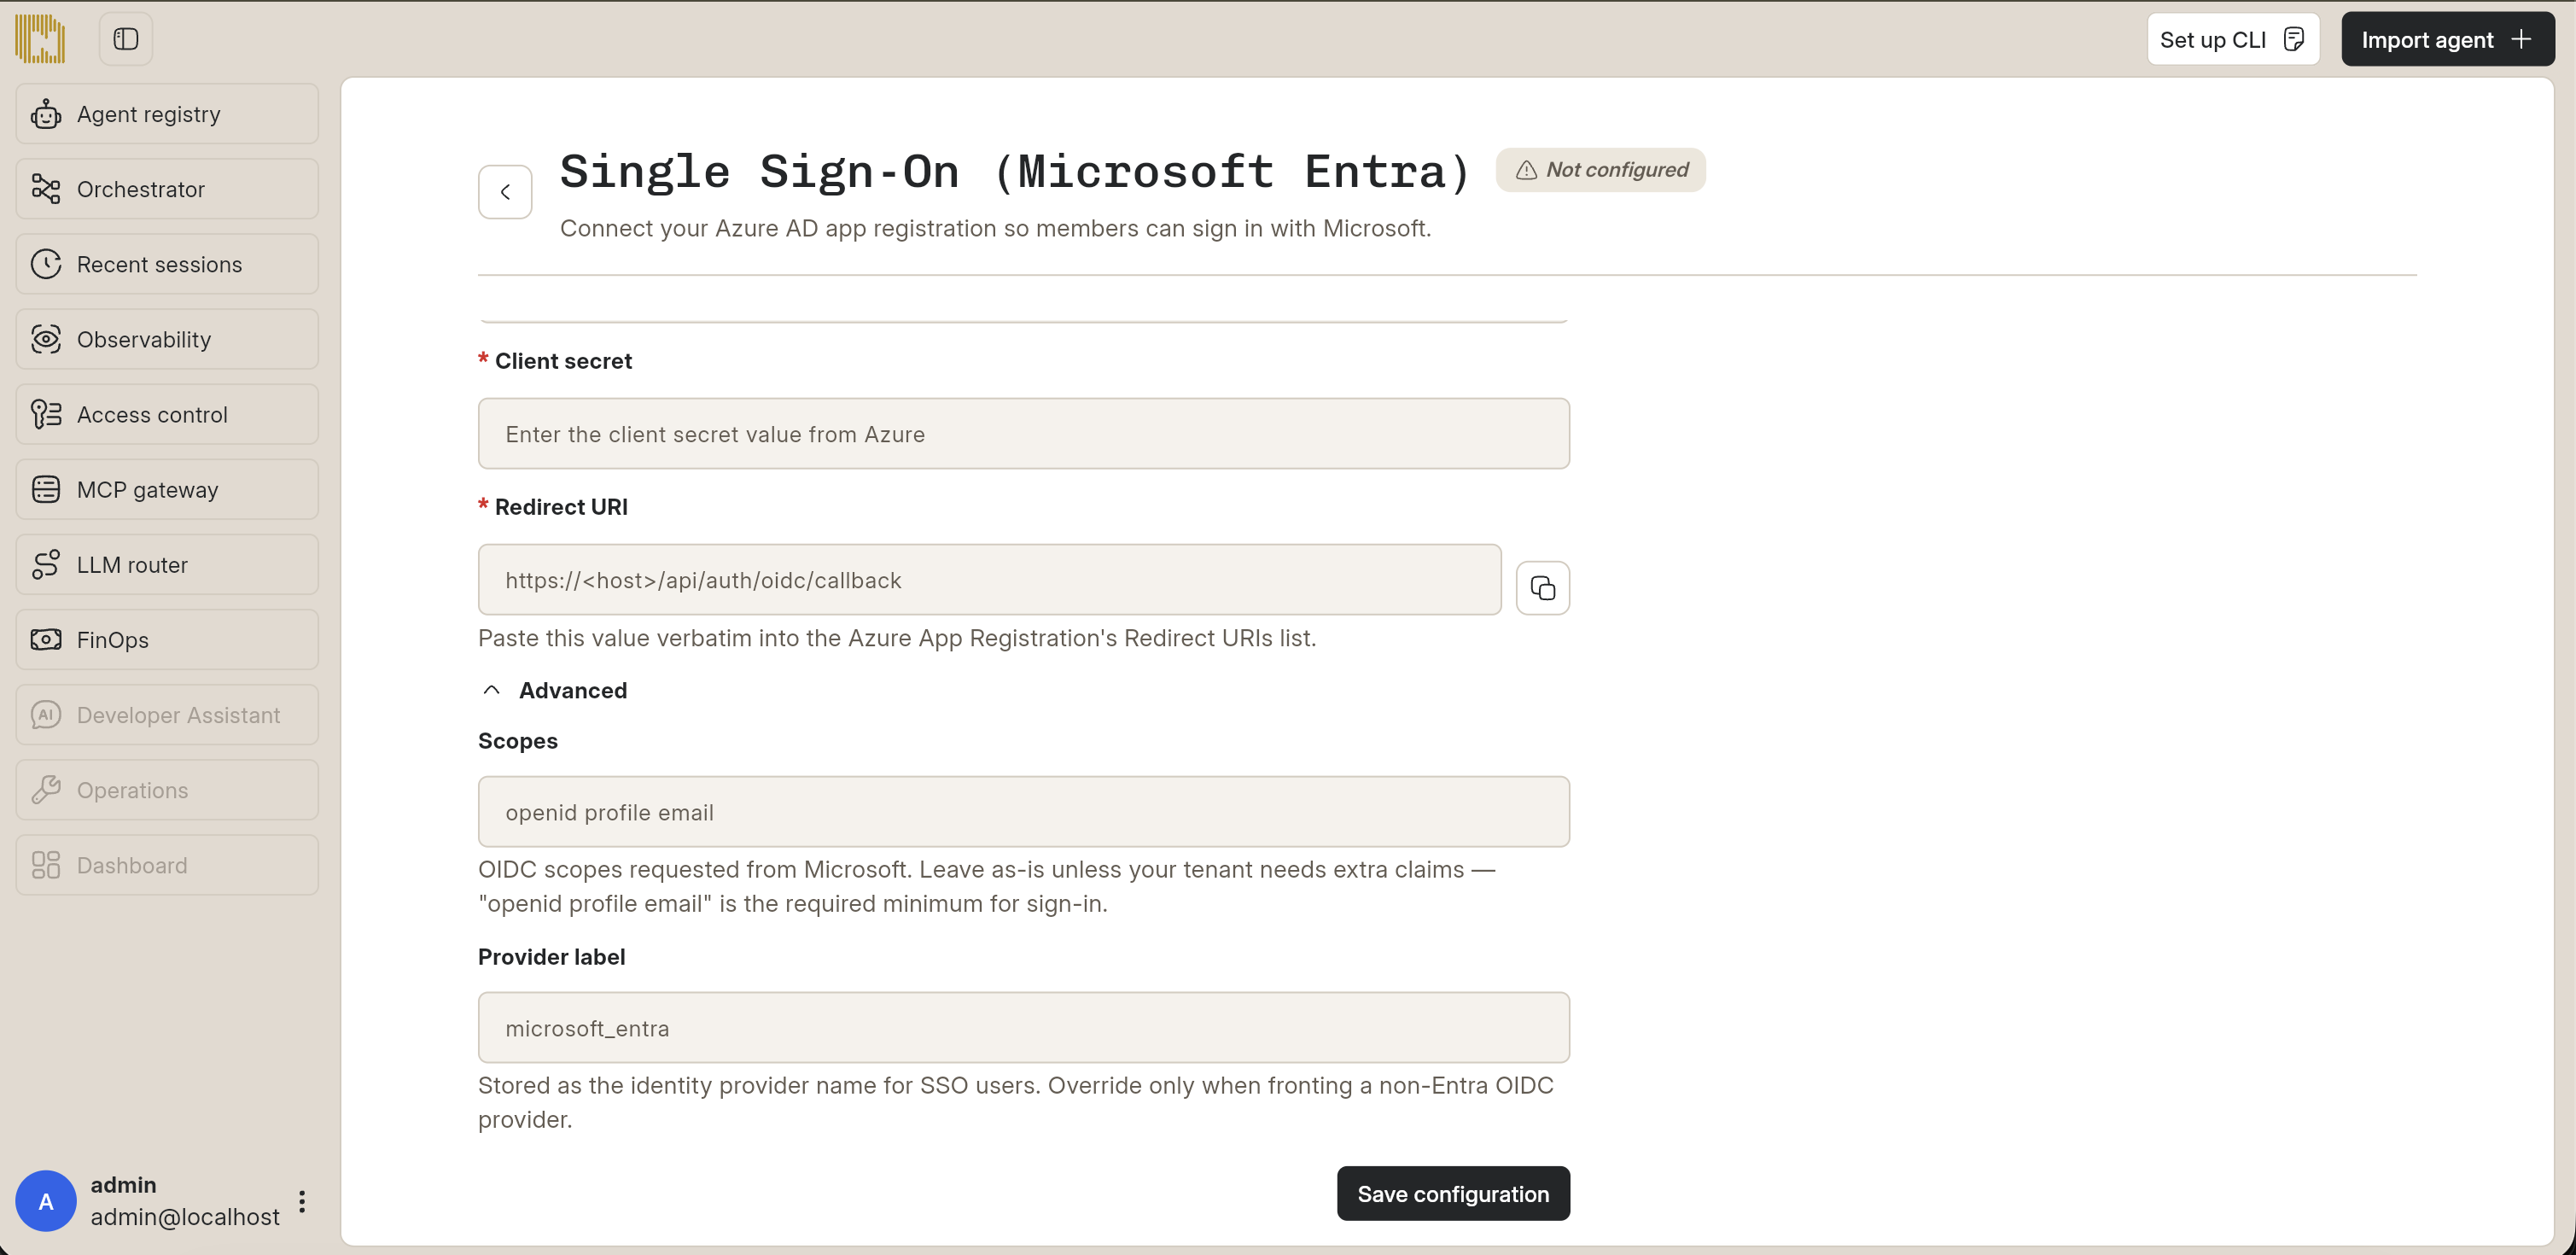 Set up CLI
Import agent
Agent registry
Orchestrator
Recent sessions
Observability
Access control
MCP gateway
LLM router
FinOps
AI
Developer Assistant
Operations
Dashboard
A
admin
admin@localhost
Single Sign-On (Microsoft Entra)
Not configured
Connect your Azure AD app registration so members can sign in with Microsoft.
* Client secret
Enter the client secret value from Azure
* Redirect URI
https://<host>/api/auth/oidc/callback
Paste this value verbatim into the Azure App Registration's Redirect URIs list.
Advanced
Scopes
openid profile email
OIDC scopes requested from Microsoft. Leave as-is unless your tenant needs extra claims —
"openid profile email" is the required minimum for sign-in.
Provider label
microsoft_entra
Stored as the identity provider name for SSO users. Override only when fronting a non-Entra OIDC
provider.
Save configuration